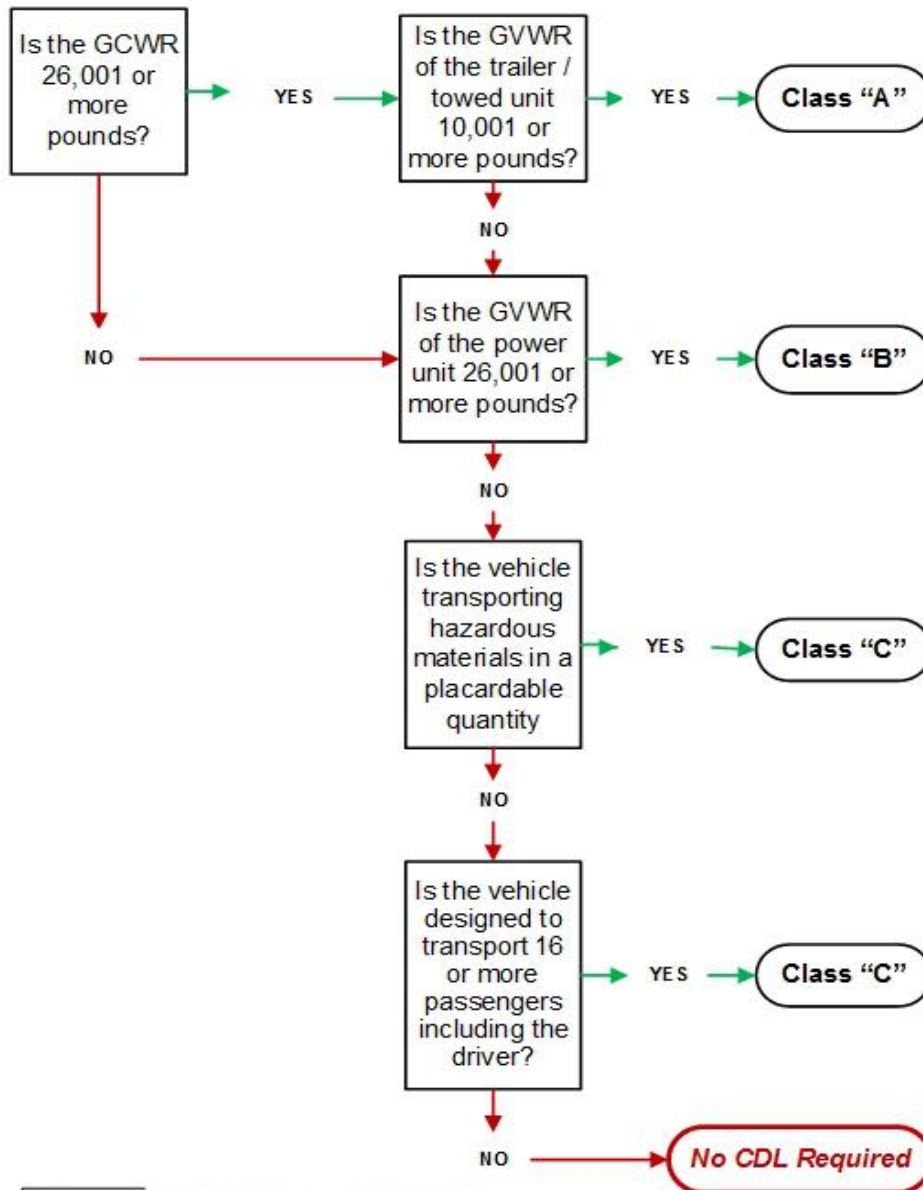 Is the GCWR
26,001 or
more
pounds?
YES
Is the GVWR
of the trailer /
towed unit
10,001 or
more pounds?
YES
Class “A”
NO
NO
Is the GVWR
of the power
unit 26,001 or
more pounds?
YES
Class “B”
NO
Is the vehicle
transporting
hazardous
materials in a
placardable
quantity
YES
Class “C”
NO
Is the vehicle
designed to
transport 16
or more
passengers
including the
driver?
YES
Class “C”
NO
No CDL Required